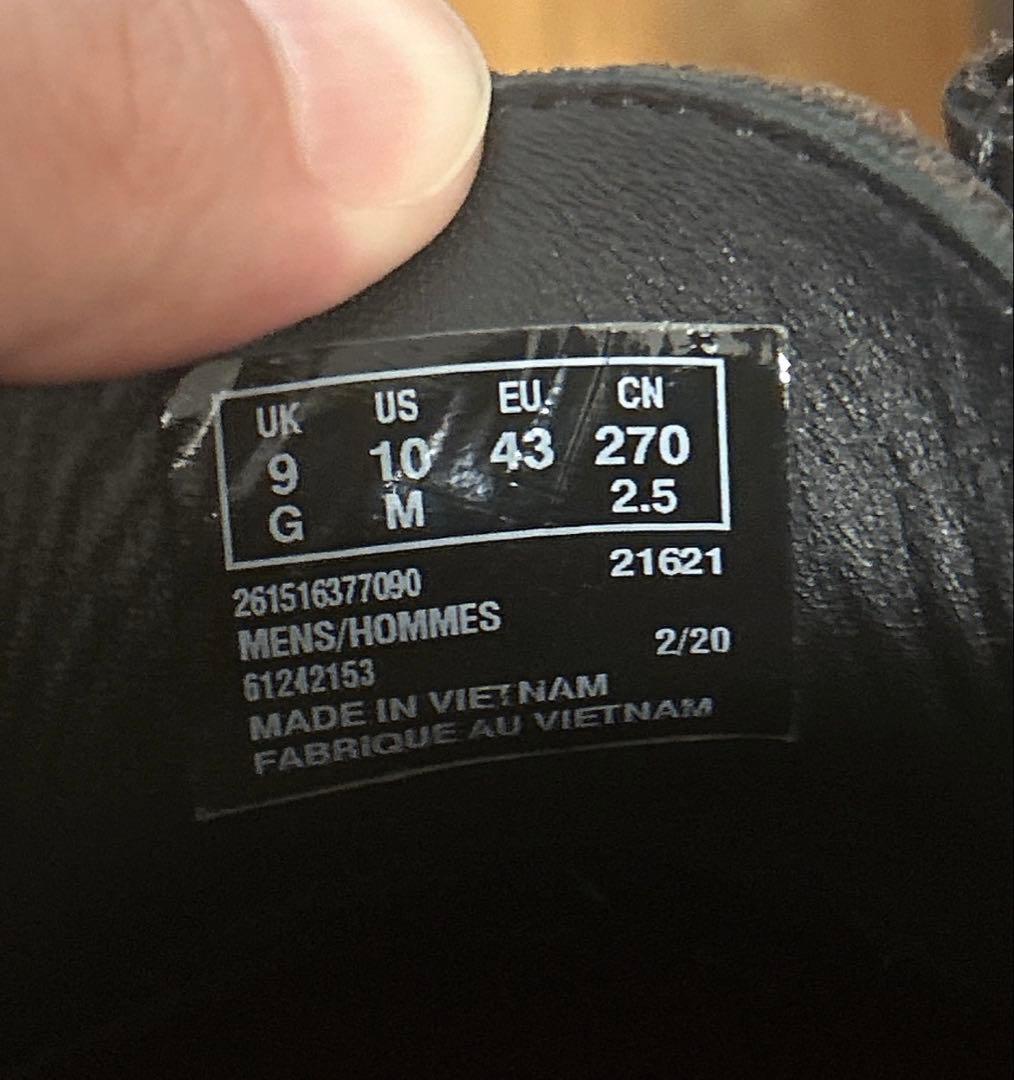 UK US EU CN
9 10 43 270
G M 2.5
261516377090 21621
MENS/HOMMES
61242153 2/20
MADE IN VIETNAM
FABRIQUE AU VIETNAM